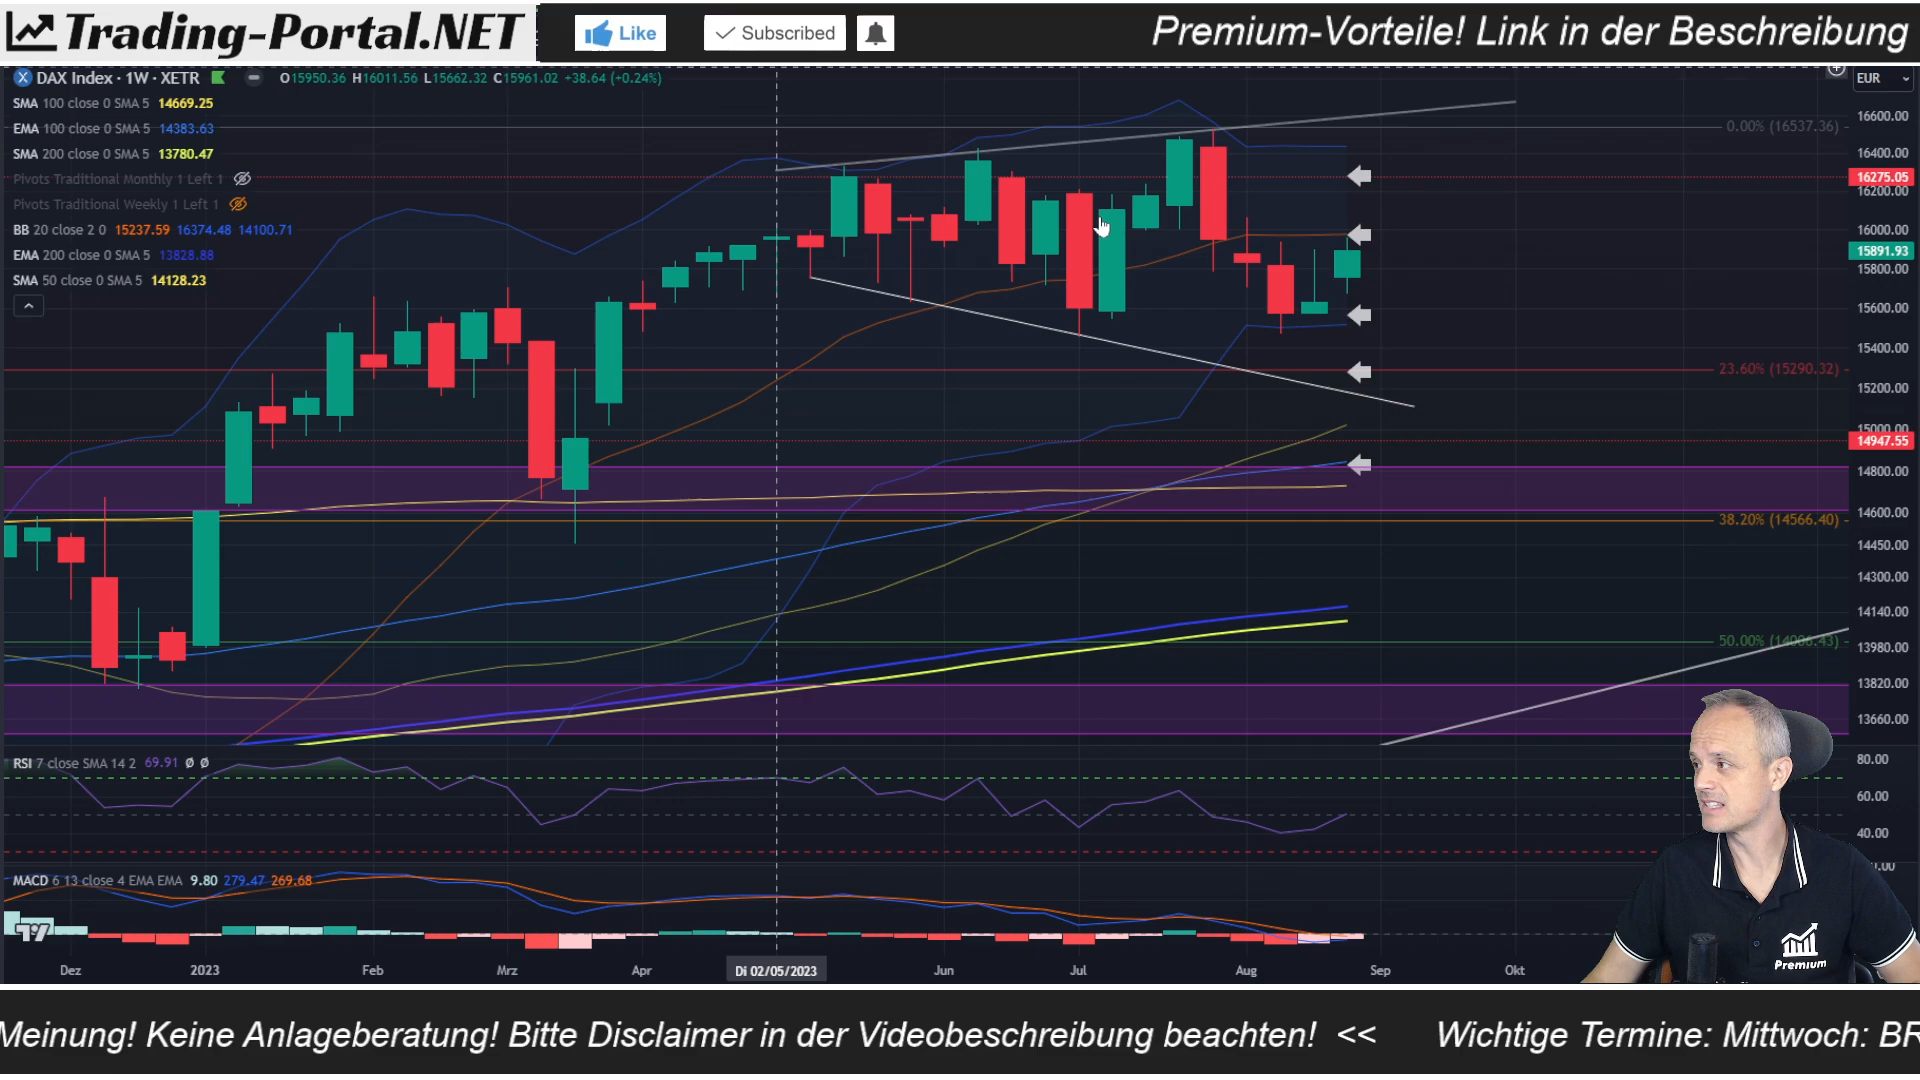 Trading-Portal.NET
Like
Subscribed
Premium-Vorteile! Link in der Beschreibung
DAX Index · 1W · XETR O15950.36 H16011.56 L15662.32 C15961.02 +38.64 (+0.24%)
EUR
SMA 100 close 0 SMA 5 14669.25
EMA 100 close 0 SMA 5 14383.63
SMA 200 close 0 SMA 5 13780.47
Pivots Traditional Monthly 1 Left 1
Pivots Traditional Weekly 1 Left 1
BB 20 close 2 0 15237.59 16374.48 14100.71
EMA 200 close 0 SMA 5 13828.88
SMA 50 close 0 SMA 5 14128.23
0.00% (16537.36)
23.60% (15290.32)
38.20% (14566.40)
50.00%
16600.00
16400.00
16275.05
16200.00
16000.00
15891.93
15800.00
15600.00
15400.00
15200.00
15000.00
14947.55
14800.00
14600.00
14450.00
14300.00
14140.00
13980.00
13820.00
13660.00
RSI 7 close SMA 14 2 69.91 Ø Ø
80.00
60.00
40.00
MACD 6 13 close 4 EMA EMA 9.80 279.47 269.68
Dez 2023 Feb Mrz Apr Di 02/05/2023 Jun Jul Aug Sep Okt
Premium
Meinung! Keine Anlageberatung! Bitte Disclaimer in der Videobeschreibung beachten! << Wichtige Termine: Mittwoch: BR